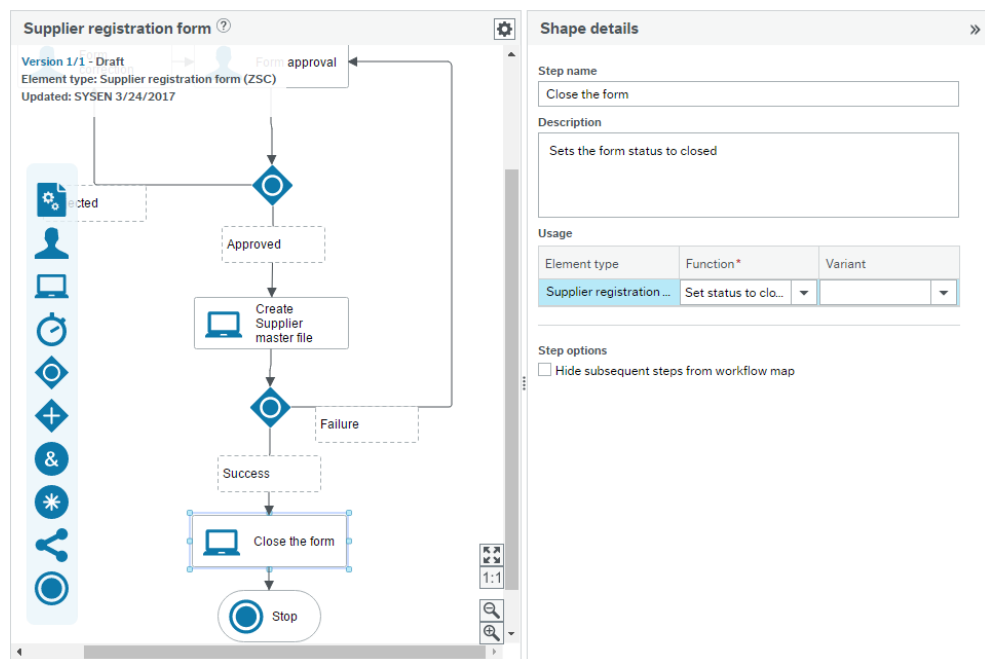 Supplier registration form ?
Form
Form approval
Version 1/1 - Draft
Element type: Supplier registration form (ZSC)
Updated: SYSEN 3/24/2017
ected
Approved
Create
Supplier
master file
Failure
Success
Close the form
Stop
&
1:1
Shape details
Step name
Close the form
Description
Sets the form status to closed
Usage
Element type Function* Variant
Supplier registration ... Set status to clo...
Step options
Hide subsequent steps from workflow map